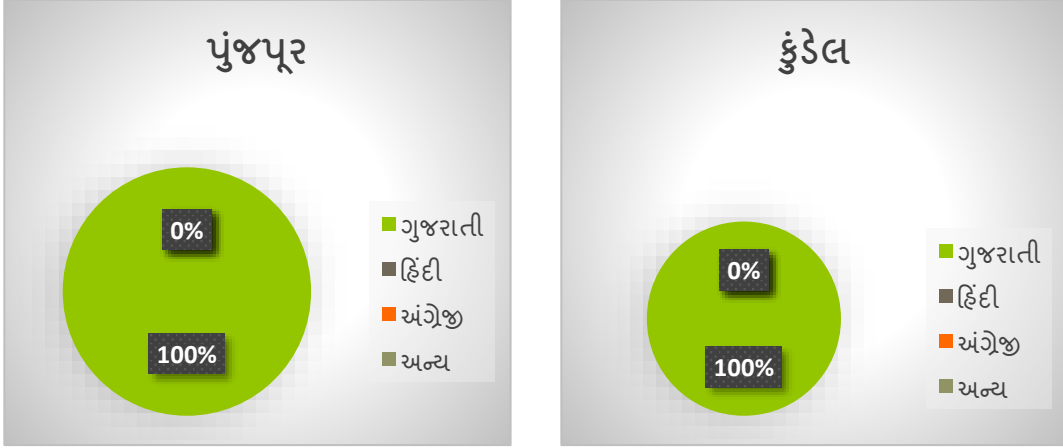 પુંજપૂર
0%
100%
ગુજરાતી
હિંદી
અંગ્રેજી
અન્ય
કુંડેલ
0%
100%
ગુજરાતી
હિંદી
અંગ્રેજી
અન્ય